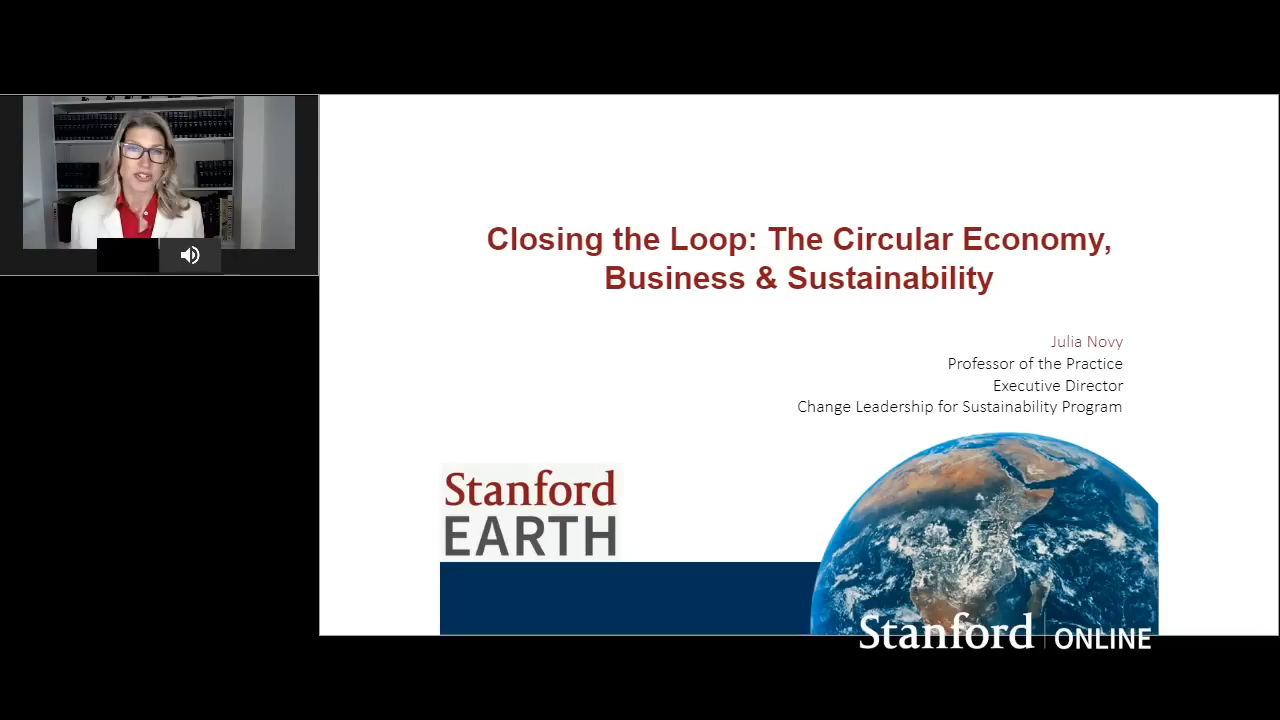 Closing the Loop: The Circular Economy,
Business & Sustainability
Julia Novy
Professor of the Practice
Executive Director
Change Leadership for Sustainability Program
Stanford
EARTH
Stanford ONLINE